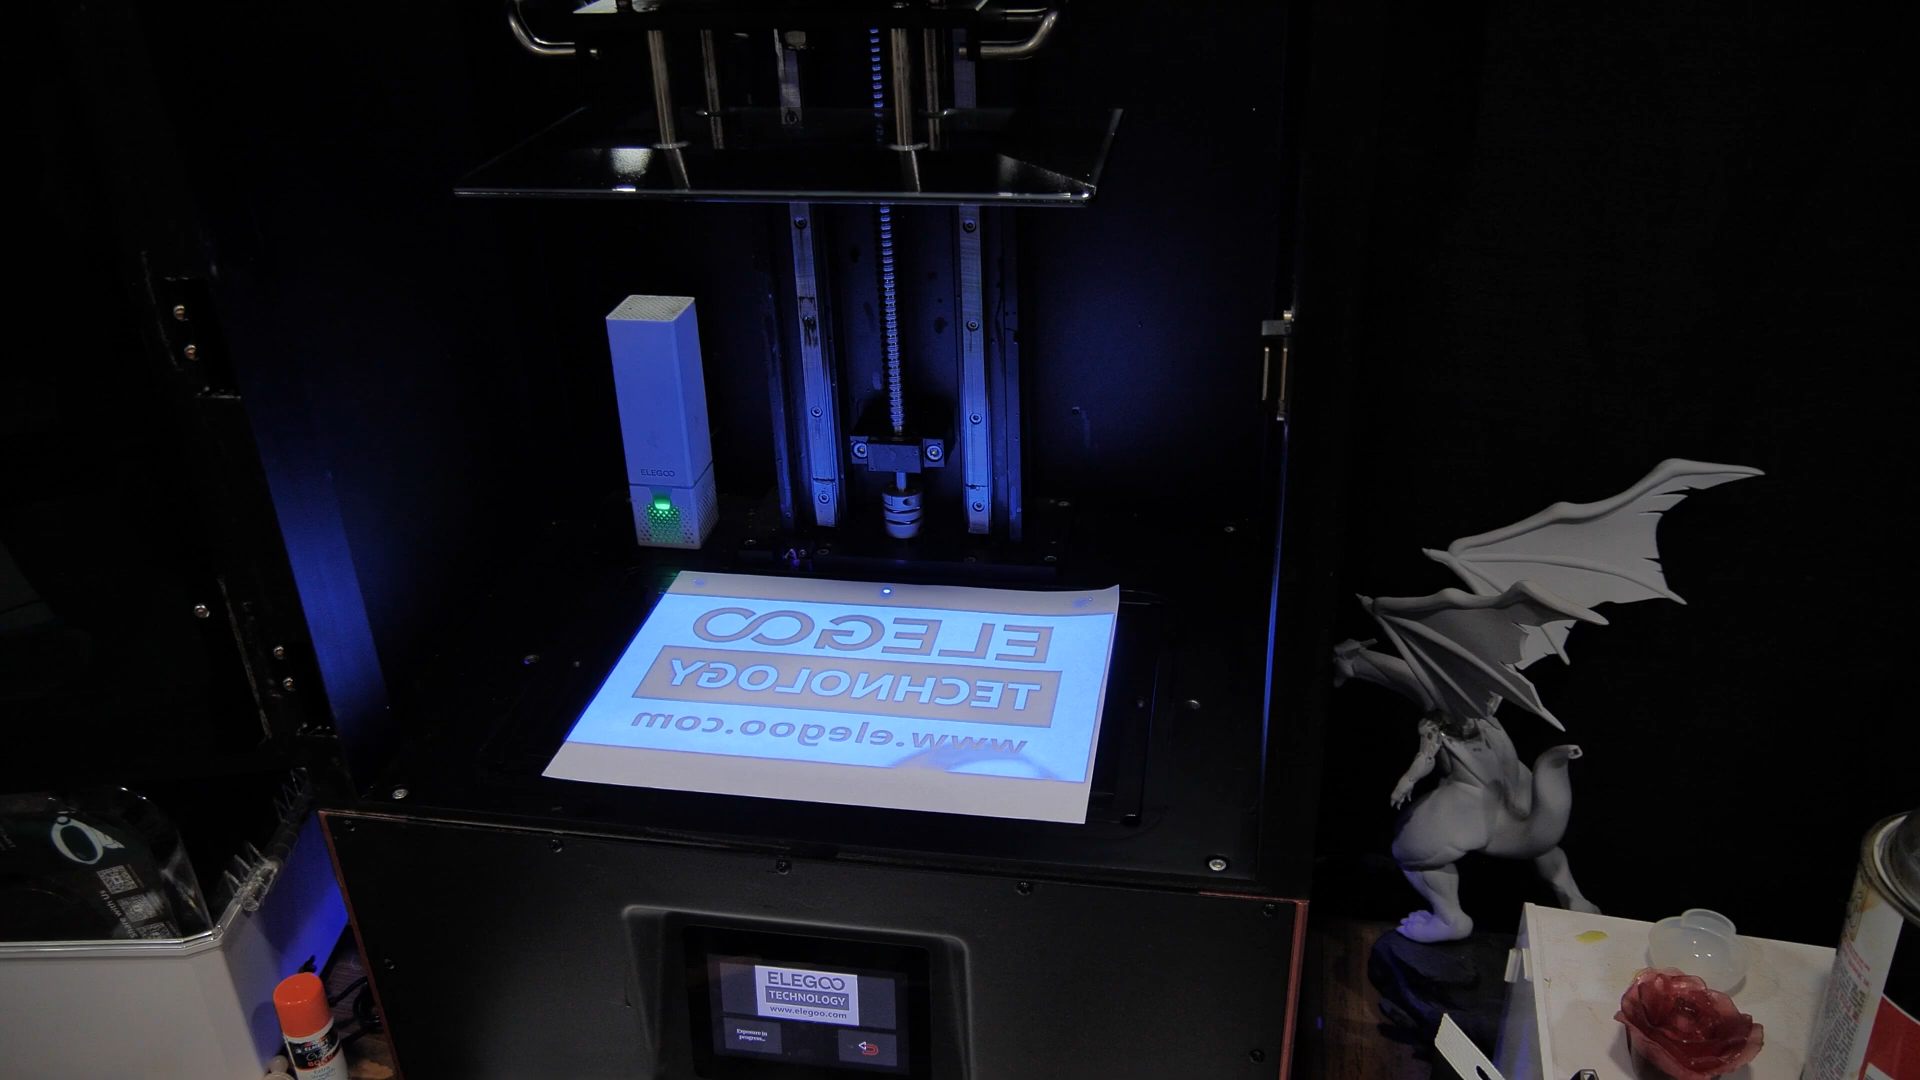 ELEGOO
ELEGOO
TECHNOLOGY
www.elegoo.com
ELEGOO
TECHNOLOGY
www.elegoo.com
Exposure in
progress...